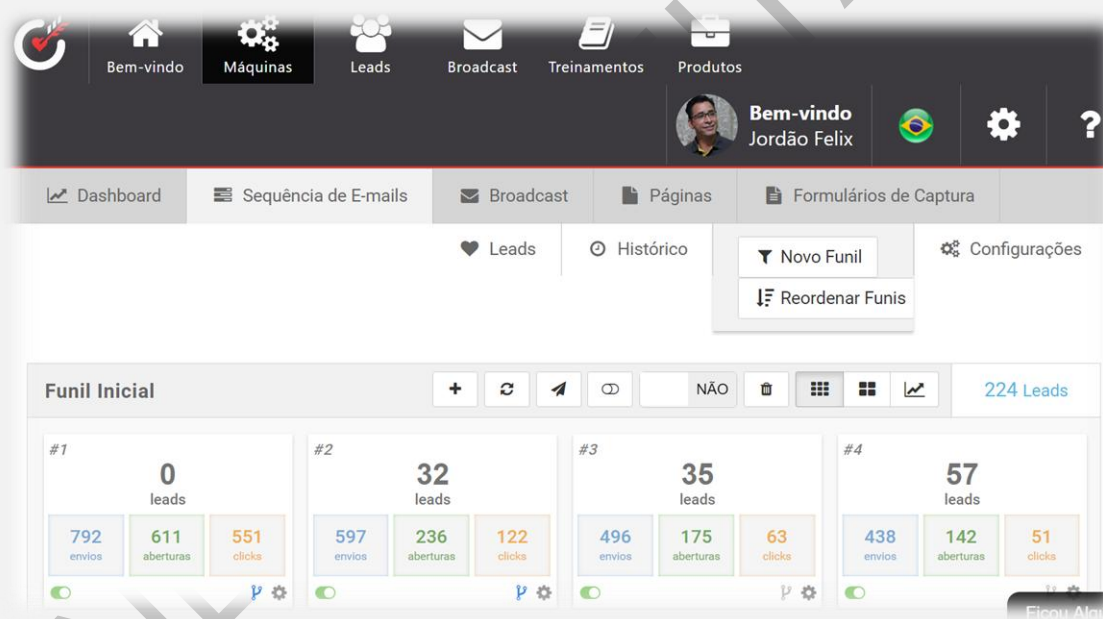 Bem-vindo Máquinas Leads Broadcast Treinamentos Produtos
Bem-vindo
Jordão Felix
?
Dashboard Sequência de E-mails Broadcast Páginas Formulários de Captura
Leads Histórico Novo Funil Configurações
Reordenar Funis
Funil Inicial + NÃO 224 Leads
#1 #2 #3 #4
0 32 35 57
leads leads leads leads
792 611 551 597 236 122 496 175 63 438 142 51
envios aberturas clicks envios aberturas clicks envios aberturas clicks envios aberturas clicks
Ficou